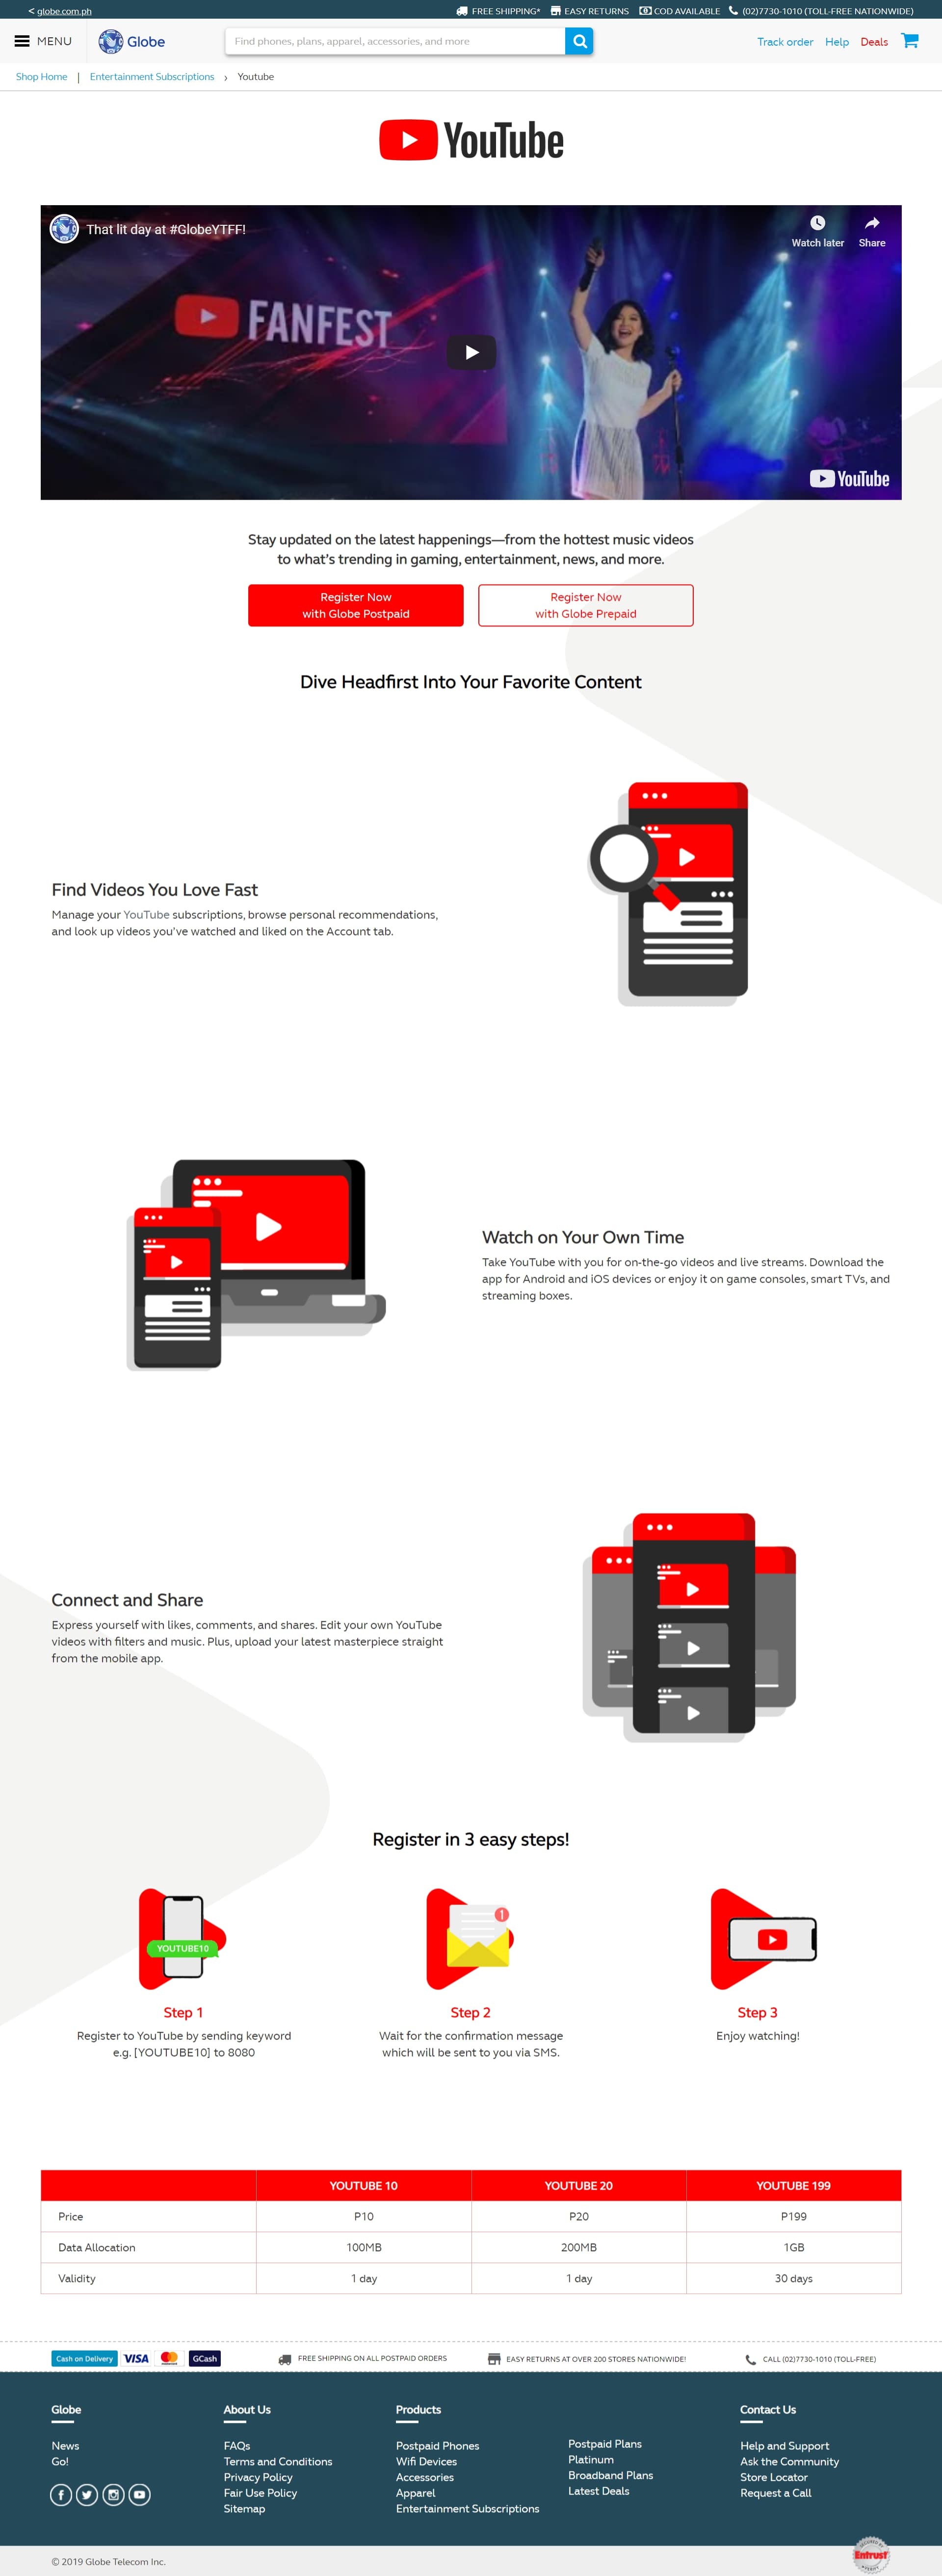 < globe.com.ph
FREE SHIPPING* EASY RETURNS COD AVAILABLE (02)7730-1010 (TOLL-FREE NATIONWIDE)
MENU
Globe
Find phones, plans, apparel, accessories, and more
Track order Help Deals
Shop Home | Entertainment Subscriptions › Youtube
YouTube
That lit day at #GlobeYTFF!
Watch later Share
FANFEST
YouTube
Stay updated on the latest happenings—from the hottest music videos
to what's trending in gaming, entertainment, news, and more.
Register Now
with Globe Postpaid
Register Now
with Globe Prepaid
Dive Headfirst Into Your Favorite Content
Find Videos You Love Fast
Manage your YouTube subscriptions, browse personal recommendations,
and look up videos you've watched and liked on the Account tab.
Watch on Your Own Time
Take YouTube with you for on-the-go videos and live streams. Download the
app for Android and iOS devices or enjoy it on game consoles, smart TVs, and
streaming boxes.
Connect and Share
Express yourself with likes, comments, and shares. Edit your own YouTube
videos with filters and music. Plus, upload your latest masterpiece straight
from the mobile app.
Register in 3 easy steps!
YOUTUBE10
1
Step 1
Register to YouTube by sending keyword
e.g. [YOUTUBE10] to 8080
Step 2
Wait for the confirmation message
which will be sent to you via SMS.
Step 3
Enjoy watching!
YOUTUBE 10 YOUTUBE 20 YOUTUBE 199
Price P10 P20 P199
Data Allocation 100MB 200MB 1GB
Validity 1 day 1 day 30 days
Cash on Delivery VISA mastercard GCash
FREE SHIPPING ON ALL POSTPAID ORDERS
EASY RETURNS AT OVER 200 STORES NATIONWIDE!
CALL (02)7730-1010 (TOLL-FREE)
Globe
News
Go!
About Us
FAQs
Terms and Conditions
Privacy Policy
Fair Use Policy
Sitemap
Products
Postpaid Phones
Wifi Devices
Accessories
Apparel
Entertainment Subscriptions
Postpaid Plans
Platinum
Broadband Plans
Latest Deals
Contact Us
Help and Support
Ask the Community
Store Locator
Request a Call
© 2019 Globe Telecom Inc.
SECURED BY
Entrust
WEBSITE